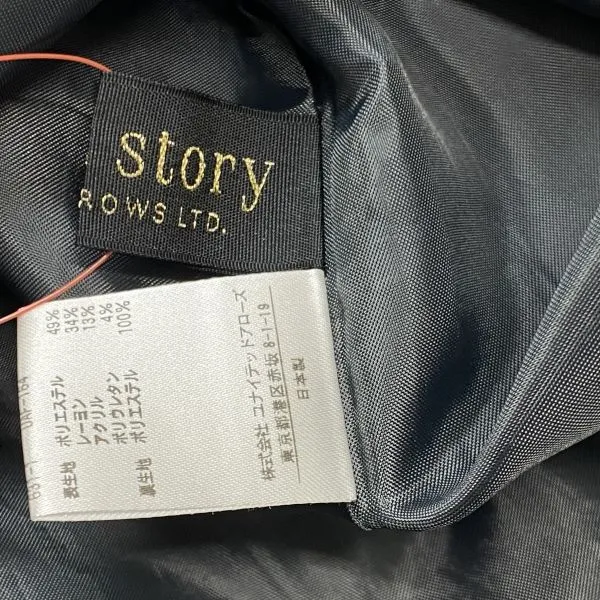 story
ROWS LTD.
表生地 ポリエステル 49%
レーヨン 34%
アクリル 13%
ポリウレタン 4%
裏生地 ポリエステル 100%
株式会社 ユナイテッドアローズ
東京都港区赤坂8-1-19
日本製